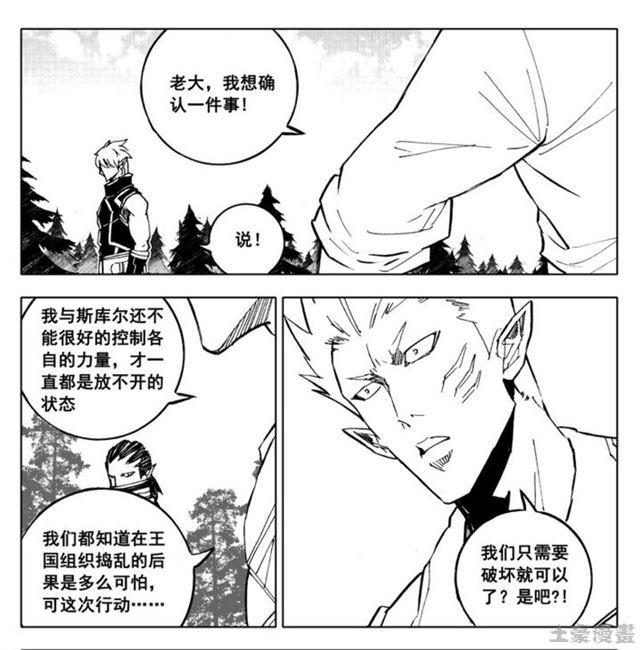 老大，我想确
认一件事！
说！
我与斯库尔还不
能很好的控制各
自的力量，才一
直都是放不开的
状态
我们都知道在王
国组织捣乱的后
果是多么可怕，
可这次行动……
我们只需要
破坏就可以
了？是吧?!
土豪漫畫